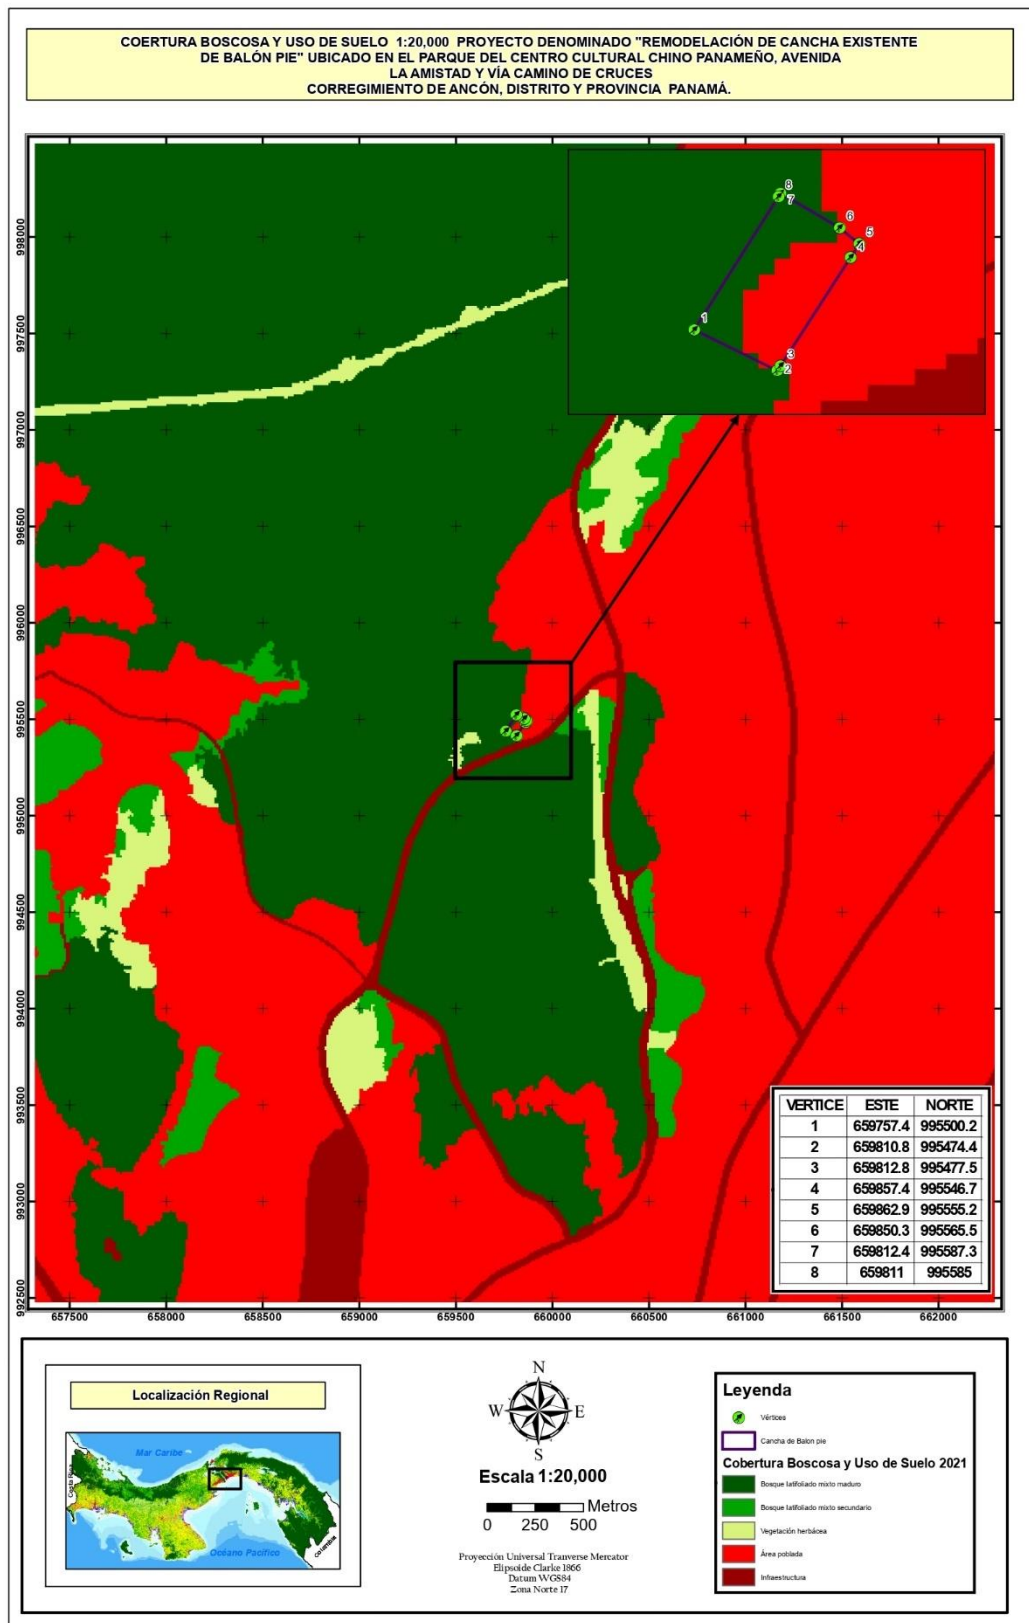 COERTURA BOSCOSA Y USO DE SUELO 1:20,000 PROYECTO DENOMINADO "REMODELACIÓN DE CANCHA EXISTENTE
DE BALÓN PIE" UBICADO EN EL PARQUE DEL CENTRO CULTURAL CHINO PANAMEÑO, AVENIDA
LA AMISTAD Y VÍA CAMINO DE CRUCES
CORREGIMIENTO DE ANCÓN, DISTRITO Y PROVINCIA PANAMÁ.
8
7
6
5
4
1
3
2
998000
997500
997000
996500
996000
995500
995000
994500
994000
993500
993000
992500
VERTICE ESTE NORTE
1 659757.4 995500.2
2 659810.8 995474.4
3 659812.8 995477.5
4 659857.4 995546.7
5 659862.9 995555.2
6 659850.3 995565.5
7 659812.4 995587.3
8 659811 995585
657500 658000 658500 659000 659500 660000 660500 661000 661500 662000
Localización Regional
Mar Caribe
Costa Rica
Colombia
Océano Pacífico
N
W E
S
Escala 1:20,000
Metros
0 250 500
Proyección Universal Tranverse Mercator
Elipsoide Clarke 1866
Datum WGS84
Zona Norte 17
Leyenda
Vértices
Cancha de Balon pie
Cobertura Boscosa y Uso de Suelo 2021
Bosque latifoliado mixto maduro
Bosque latifoliado mixto secundario
Vegetación herbácea
Área poblada
Infraestructura